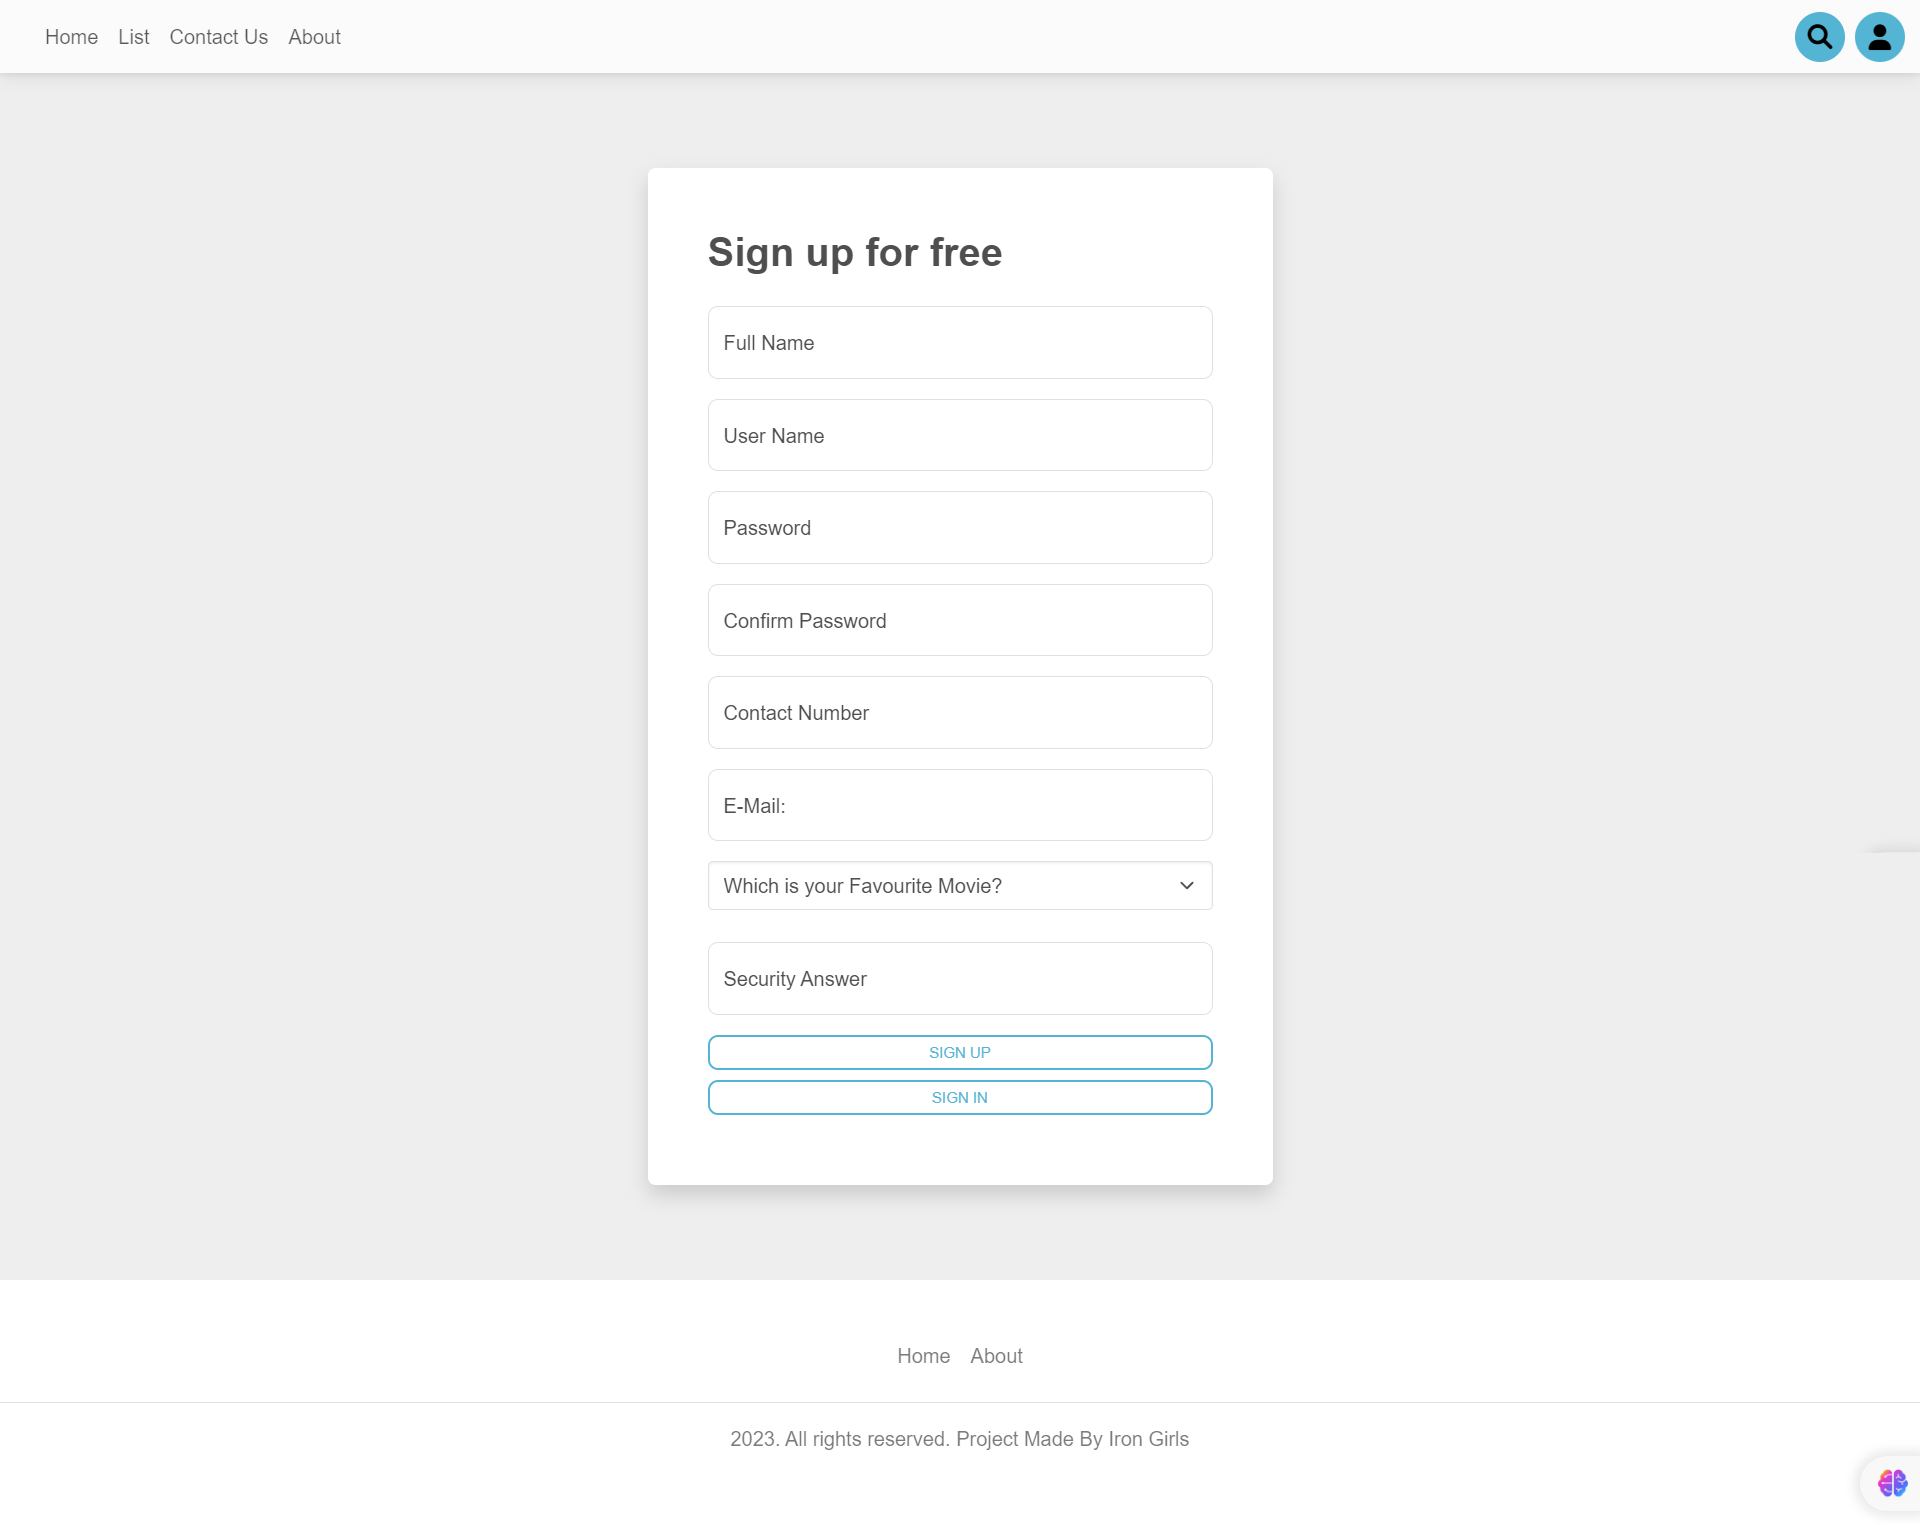 Home List Contact Us About
Sign up for free
Full Name
User Name
Password
Confirm Password
Contact Number
E-Mail:
Which is your Favourite Movie?
Security Answer
SIGN UP
SIGN IN
Home About
2023. All rights reserved. Project Made By Iron Girls